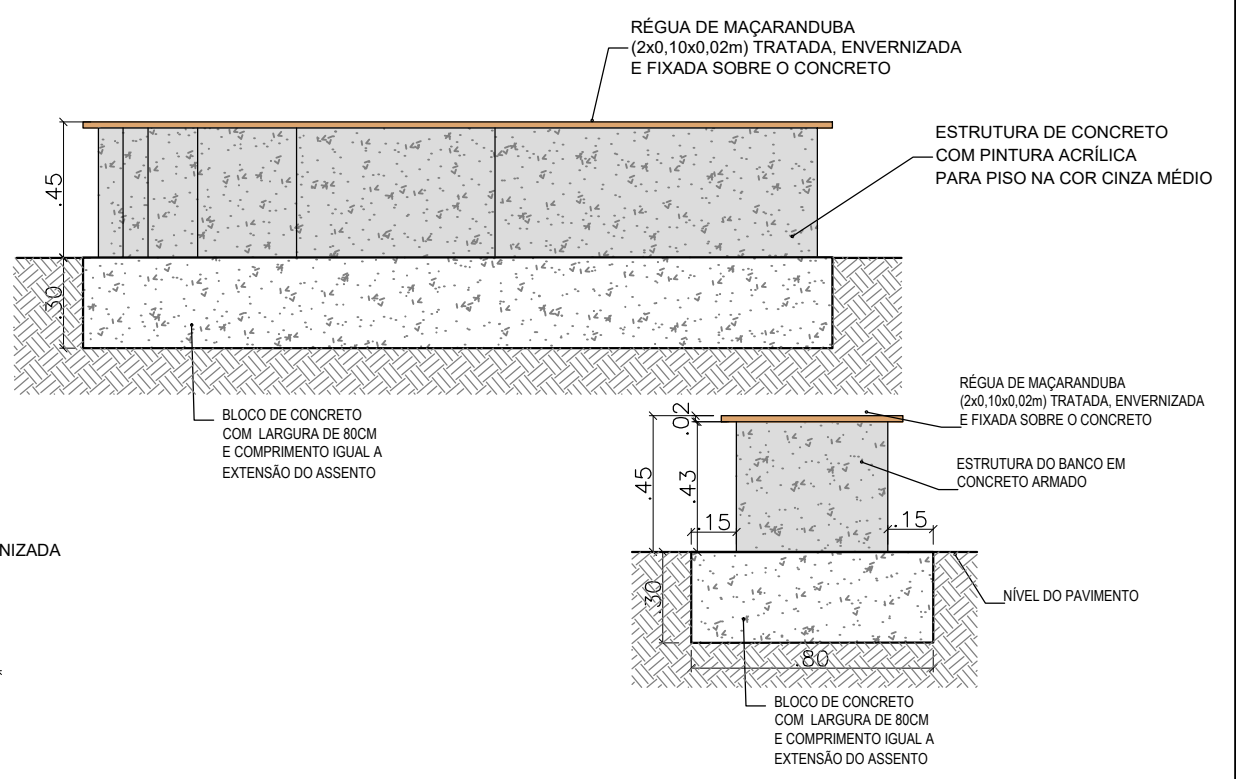 RÉGUA DE MAÇARANDUBA
(2x0,10x0,02m) TRATADA, ENVERNIZADA
E FIXADA SOBRE O CONCRETO
ESTRUTURA DE CONCRETO
COM PINTURA ACRÍLICA
PARA PISO NA COR CINZA MÉDIO
.45
.30
BLOCO DE CONCRETO
COM LARGURA DE 80CM
E COMPRIMENTO IGUAL A
EXTENSÃO DO ASSENTO
RÉGUA DE MAÇARANDUBA
(2x0,10x0,02m) TRATADA, ENVERNIZADA
E FIXADA SOBRE O CONCRETO
.02
.45
.43
ESTRUTURA DO BANCO EM
CONCRETO ARMADO
.15
.15
NIZADA
.30
NÍVEL DO PAVIMENTO
.80
BLOCO DE CONCRETO
COM LARGURA DE 80CM
E COMPRIMENTO IGUAL A
EXTENSÃO DO ASSENTO